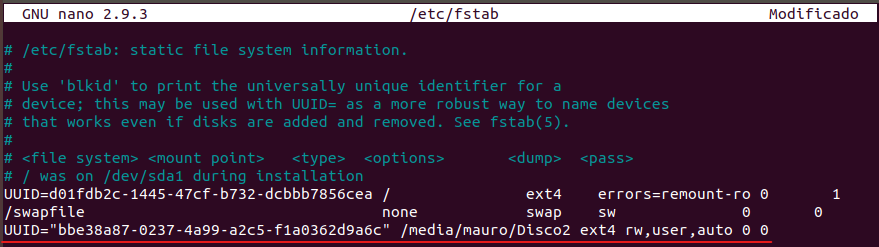 GNU nano 2.9.3 /etc/fstab Modificado
# /etc/fstab: static file system information.
#
# Use 'blkid' to print the universally unique identifier for a
# device; this may be used with UUID= as a more robust way to name devices
# that works even if disks are added and removed. See fstab(5).
#
# <file system> <mount point> <type> <options> <dump> <pass>
# / was on /dev/sda1 during installation
UUID=d01fdb2c-1445-47cf-b732-dcbbb7856cea / ext4 errors=remount-ro 0 1
/swapfile none swap sw 0 0
UUID="bbe38a87-0237-4a99-a2c5-f1a0362d9a6c" /media/mauro/Disco2 ext4 rw,user,auto 0 0